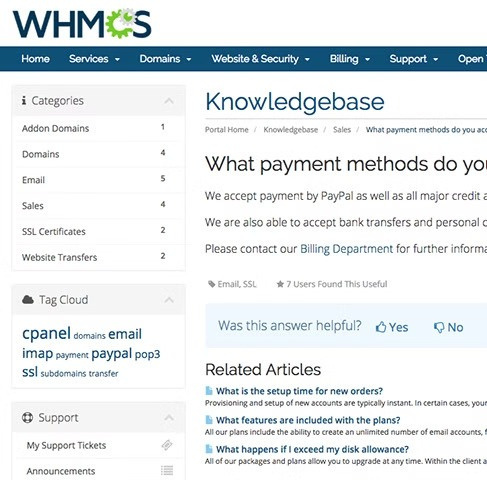 WHMCS
Home Services Domains Website & Security Billing Support Open
Categories
Addon Domains 1
Domains 4
Email 5
Sales 4
SSL Certificates 2
Website Transfers 2
Tag Cloud
cpanel domains email
imap payment paypal pop3
ssl subdomains transfer
Support
My Support Tickets
Announcements
Knowledgebase
Portal Home / Knowledgebase / Sales / What payment methods do you
What payment methods do
We accept payment by PayPal as well as all major credit
We are also able to accept bank transfers and personal
Please contact our Billing Department for further
Email, SSL 7 Users Found This Useful
Was this answer helpful? Yes No
Related Articles
What is the setup time for new orders?
Provisioning and setup of new accounts are typically instant. In certain cases, your
What features are included with the plans?
All our plans include the ability to create an unlimited number of email accounts,
What happens if I exceed my disk allowance?
All of our packages and plans allow you to upgrade at any time. Within the client